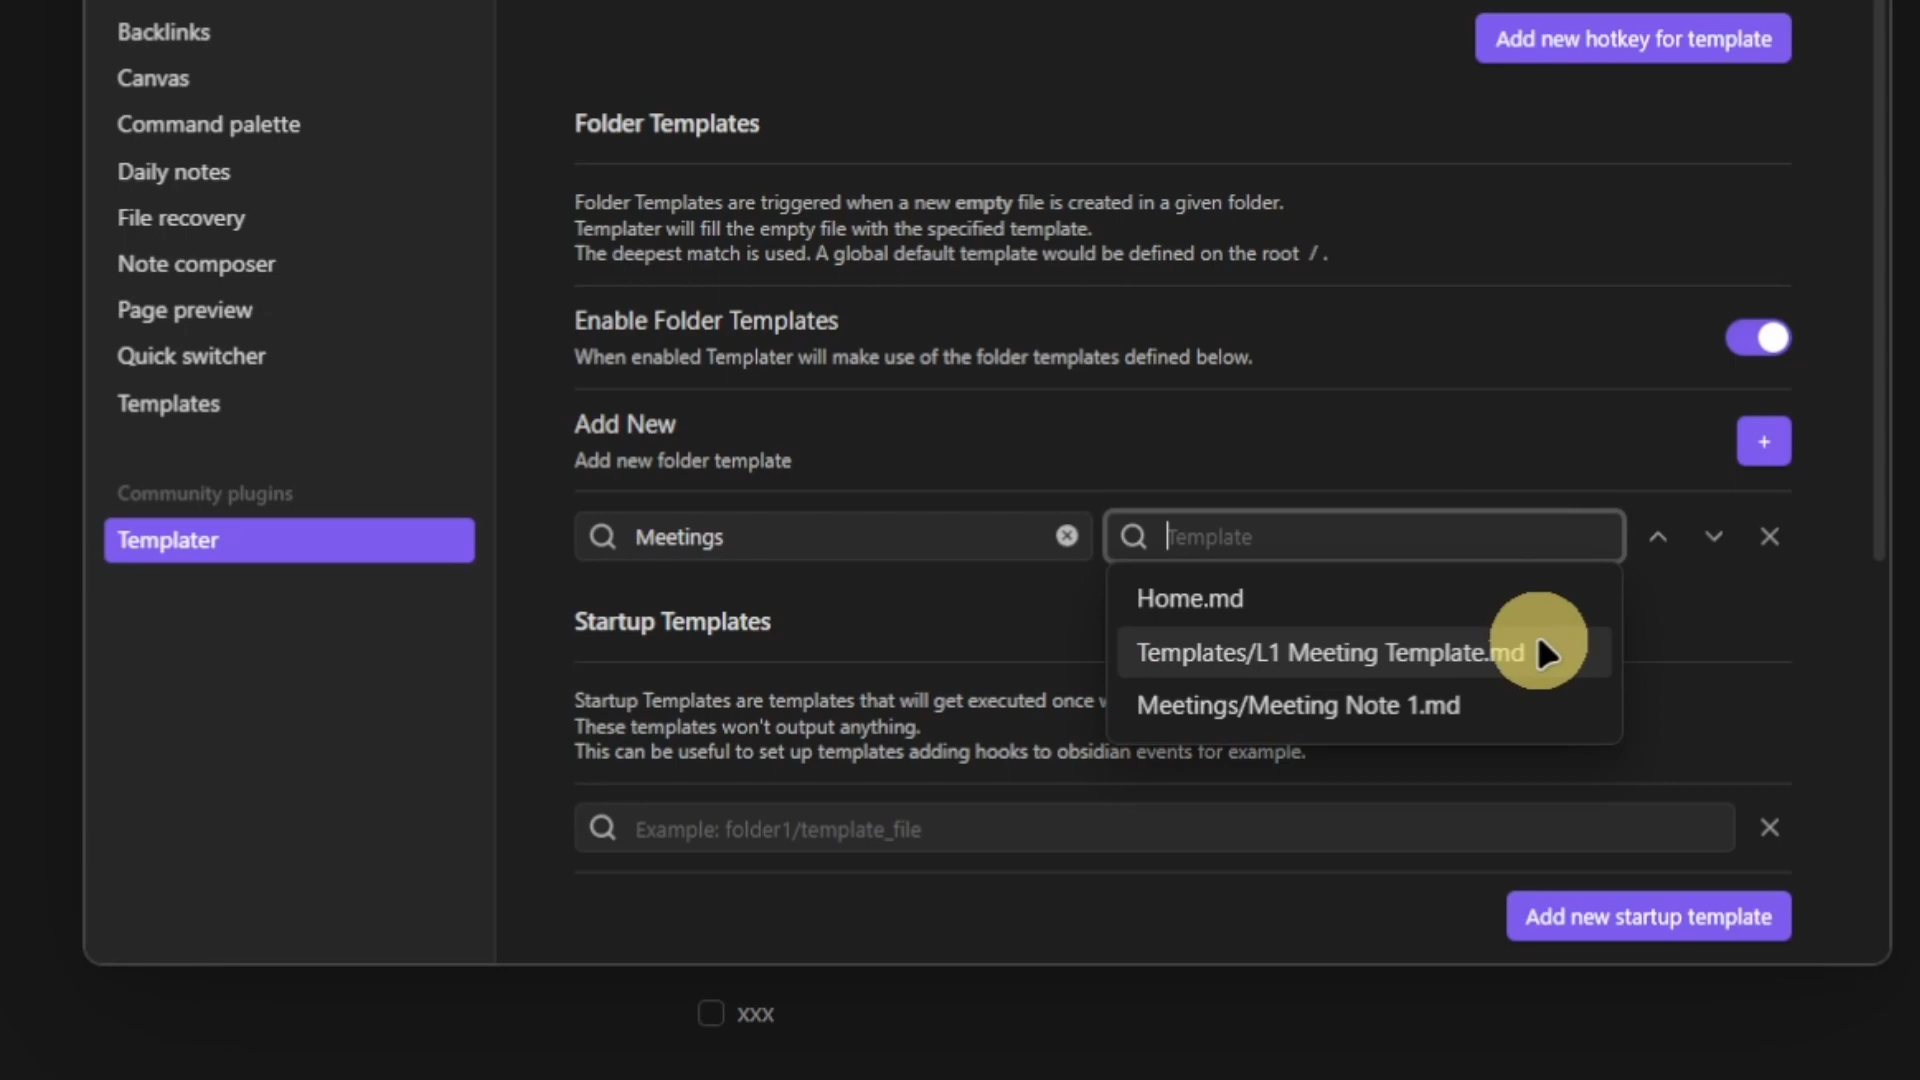 Backlinks
Canvas
Command palette
Daily notes
File recovery
Note composer
Page preview
Quick switcher
Templates
Community plugins
Templater
Add new hotkey for template
Folder Templates
Folder Templates are triggered when a new empty file is created in a given folder.
Templater will fill the empty file with the specified template.
The deepest match is used. A global default template would be defined on the root / .
Enable Folder Templates
When enabled Templater will make use of the folder templates defined below.
Add New
Add new folder template
+
Meetings
Template
Home.md
Templates/L1 Meeting Template.md
Meetings/Meeting Note 1.md
Startup Templates
Startup Templates are templates that will get executed once
These templates won't output anything.
This can be useful to set up templates adding hooks to obsidian events for example.
Example: folder1/template_file
Add new startup template
xxx